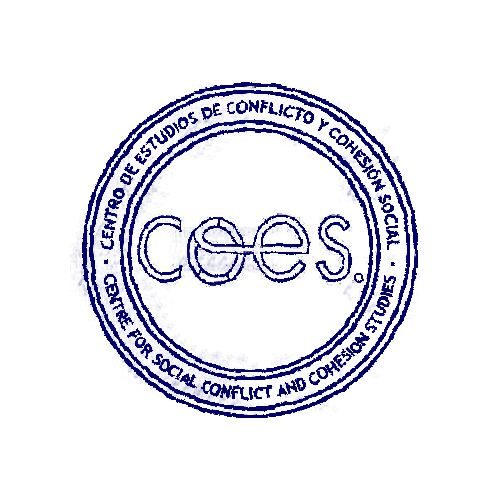 CENTRO DE ESTUDIOS DE CONFLICTO Y COHESIÓN SOCIAL
coes.
CENTRE FOR SOCIAL CONFLICT AND COHESION STUDIES